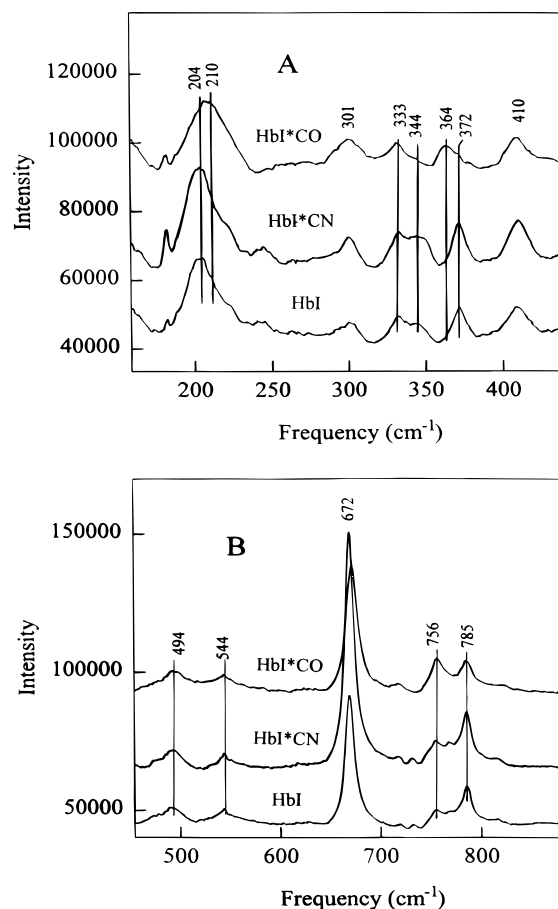 A
204
210
301
333
344
364
372
410
120000
100000
80000
60000
40000
Intensity
HbI*CO
HbI*CN
HbI
200
250
300
350
400
Frequency (cm⁻¹)
B
672
494
544
756
785
150000
100000
50000
Intensity
HbI*CO
HbI*CN
HbI
500
600
700
800
Frequency (cm⁻¹)